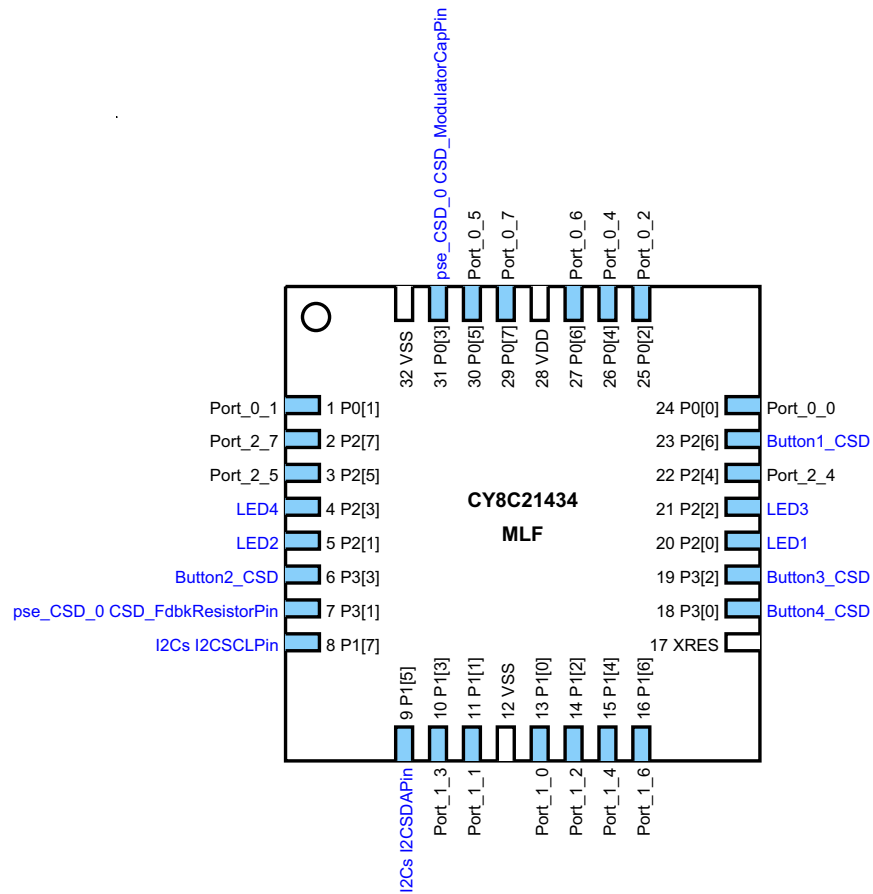 pse_CSD_0 CSD_ModulatorCapPin
Port_0_5
Port_0_7
Port_0_6
Port_0_4
Port_0_2
32 VSS
31 P0[3]
30 P0[5]
29 P0[7]
28 VDD
27 P0[6]
26 P0[4]
25 P0[2]
Port_0_1 1 P0[1]
Port_2_7 2 P2[7]
Port_2_5 3 P2[5]
LED4 4 P2[3]
LED2 5 P2[1]
Button2_CSD 6 P3[3]
pse_CSD_0 CSD_FdbkResistorPin 7 P3[1]
I2Cs I2CSCLPin 8 P1[7]
CY8C21434
MLF
24 P0[0] Port_0_0
23 P2[6] Button1_CSD
22 P2[4] Port_2_4
21 P2[2] LED3
20 P2[0] LED1
19 P3[2] Button3_CSD
18 P3[0] Button4_CSD
17 XRES
9 P1[5]
10 P1[3]
11 P1[1]
12 VSS
13 P1[0]
14 P1[2]
15 P1[4]
16 P1[6]
I2Cs I2CSDAPin
Port_1_3
Port_1_1
Port_1_0
Port_1_2
Port_1_4
Port_1_6